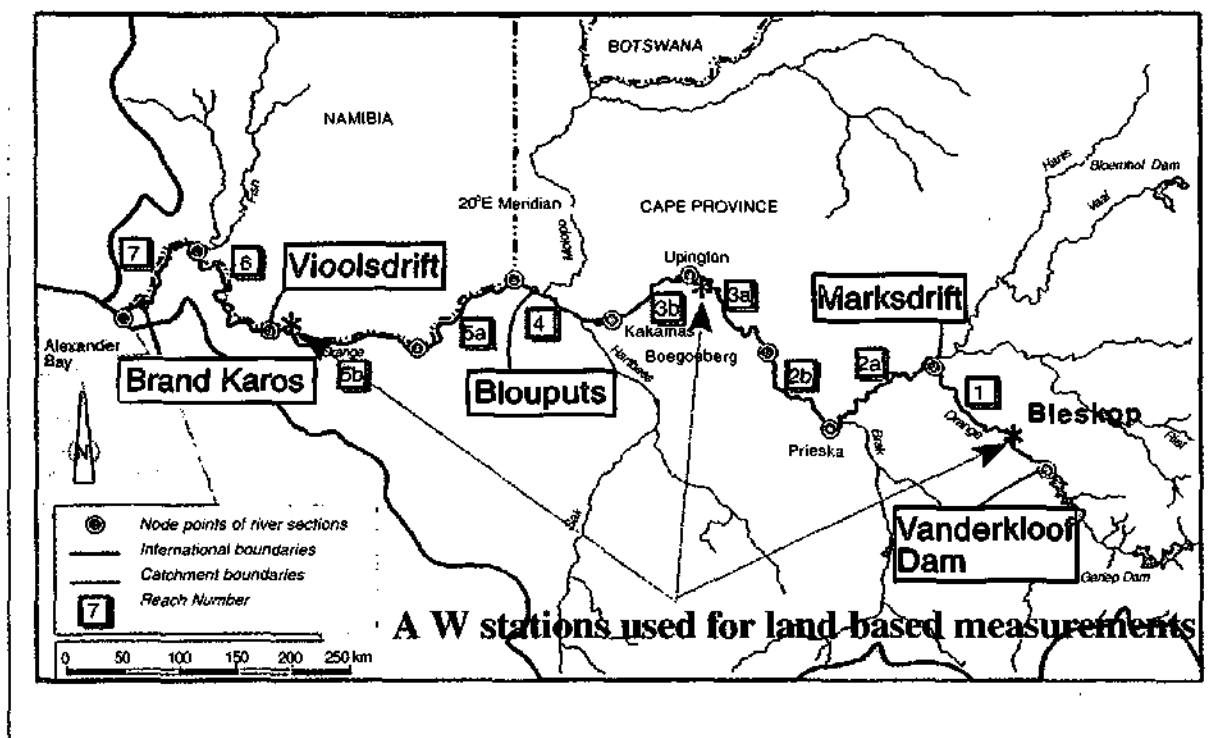 BOTSWANA
NAMIBIA
Harts
Bloemhof Dam
Vaal
Fish
20°E Meridian
CAPE PROVINCE
Molopo
7
6
Vioolsdrift
Upington
3a
Marksdrift
3b
4
5a
Kakamas
Boegoeberg
Alexander
Bay
Orange
5b
Brand Karos
Hartbees
Blouputs
2a
2b
1
Orange
Bleskop
Riet
Prieska
Brak
N
Sak
Vanderkloof
Dam
Gariep Dam
Node points of river sections
International boundaries
Catchment boundaries
7 Reach Number
A W stations used for land based measurements
0 50 100 150 200 250 km